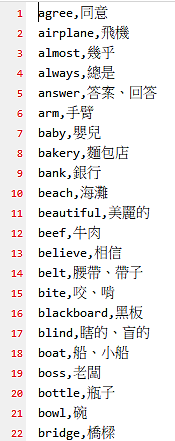 1 agree,同意
2 airplane,飛機
3 almost,幾乎
4 always,總是
5 answer,答案、回答
6 arm,手臂
7 baby,嬰兒
8 bakery,麵包店
9 bank,銀行
10 beach,海灘
11 beautiful,美麗的
12 beef,牛肉
13 believe,相信
14 belt,腰帶、帶子
15 bite,咬、啃
16 blackboard,黑板
17 blind,瞎的、盲的
18 boat,船、小船
19 boss,老闆
20 bottle,瓶子
21 bowl,碗
22 bridge,橋樑